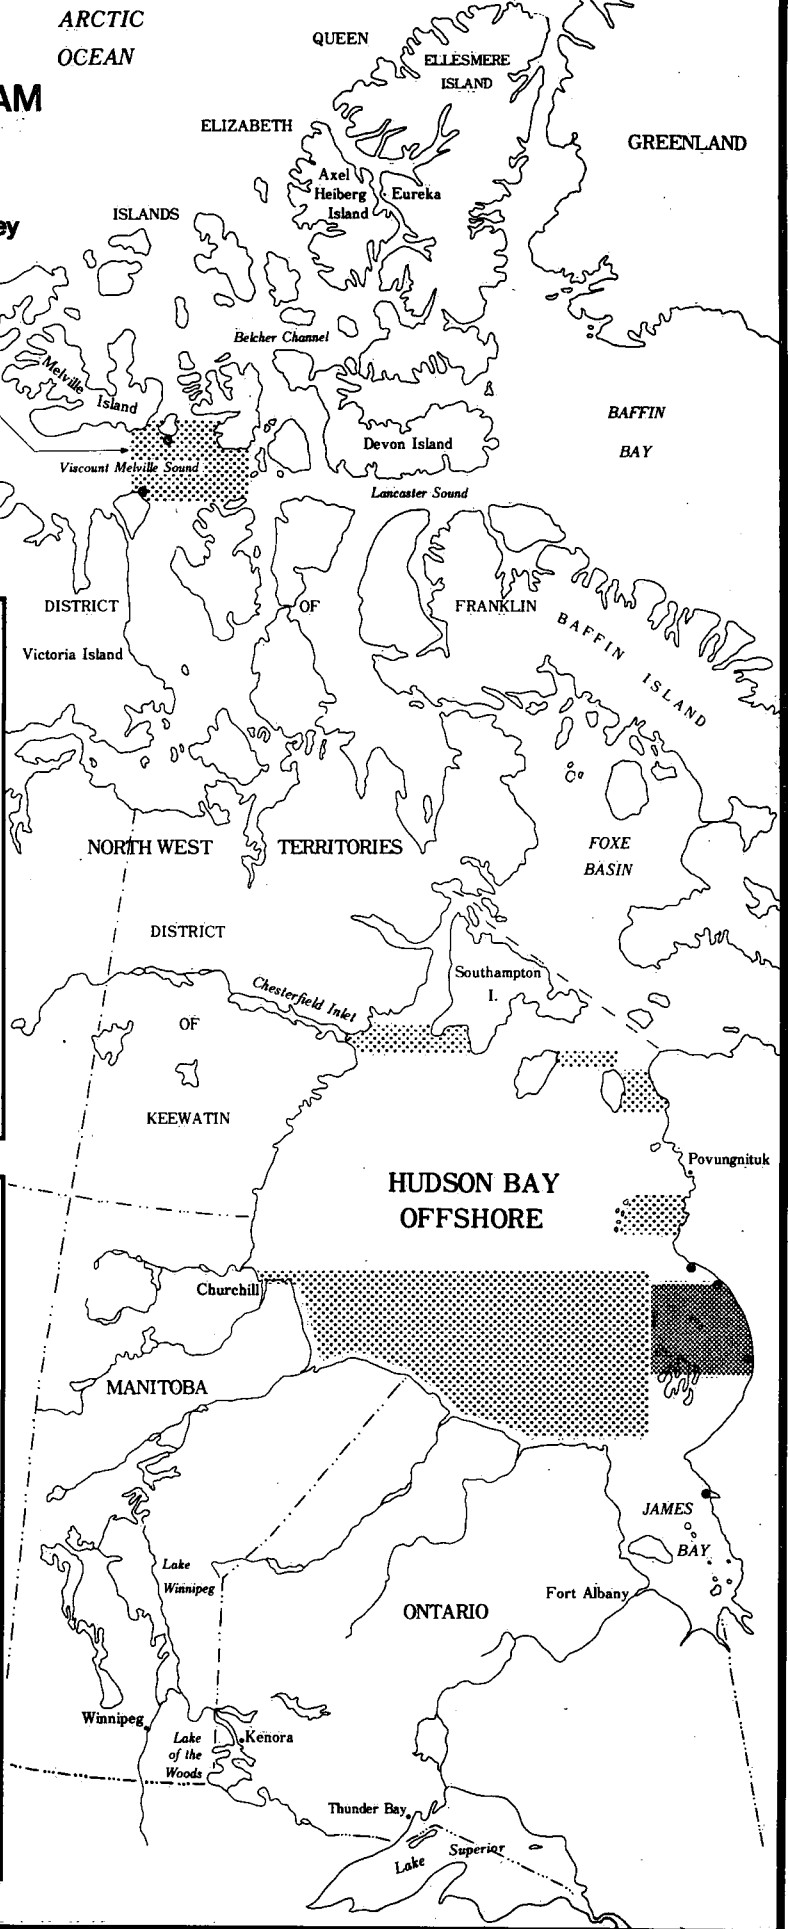 ARCTIC
OCEAN
QUEEN
ELLESMERE
ISLAND
AM
ELIZABETH
GREENLAND
Axel
Heiberg
Island
Eureka
ISLANDS
ey
Belcher Channel
Melville
Island
BAFFIN
BAY
Devon Island
Viscount Melville Sound
Lancaster Sound
DISTRICT
OF
FRANKLIN
BAFFIN ISLAND
Victoria Island
NORTH WEST
TERRITORIES
FOXE
BASIN
DISTRICT
Southampton
I.
Chesterfield Inlet
OF
KEEWATIN
Povungnituk
HUDSON BAY
OFFSHORE
Churchill
MANITOBA
JAMES
BAY
Lake
Winnipeg
Fort Albany
ONTARIO
Winnipeg
Lake
of the
Woods
Kenora
Thunder Bay
Lake Superior